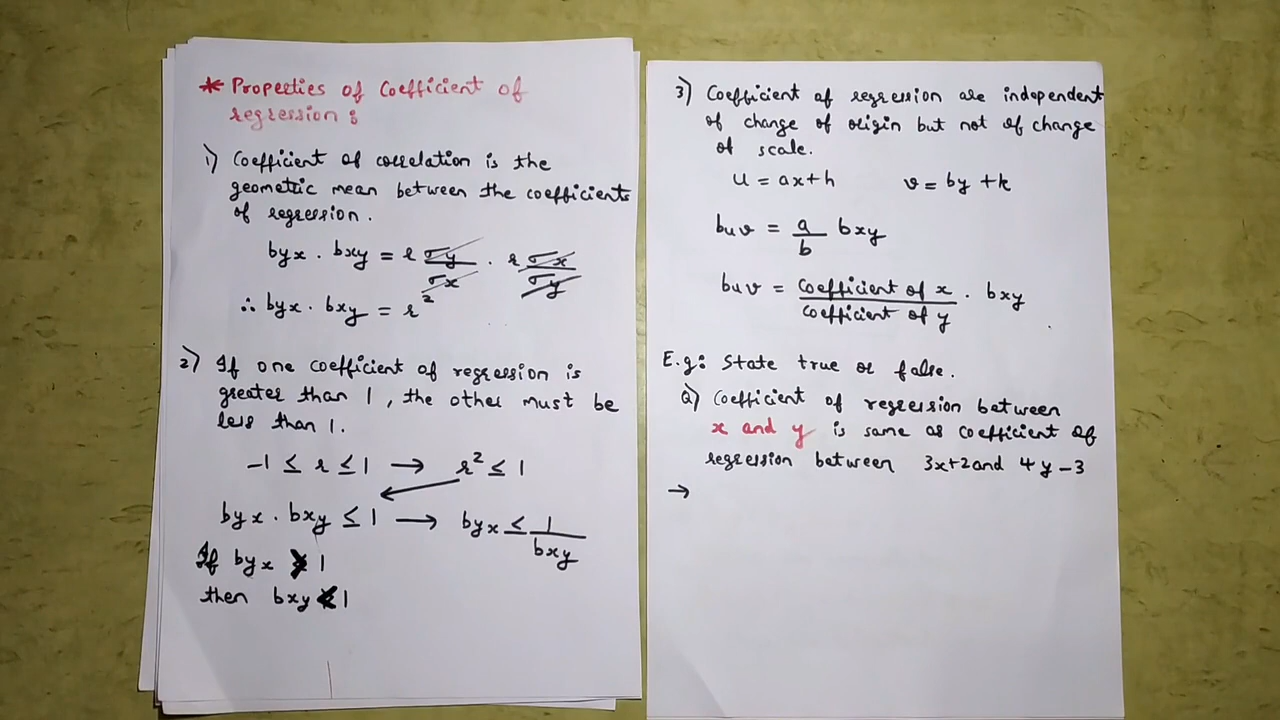 * Properties of Coefficient of
regression :
1) Coefficient of correlation is the
geometric mean between the coefficients
of regression.
byx . bxy = r σy/σx . r σx/σy
∴ byx . bxy = r²
2) If one coefficient of regression is
greater than 1, the other must be
less than 1.
-1 ≤ r ≤ 1 → r² ≤ 1
byx . bxy ≤ 1 → byx ≤ 1/bxy
If byx > 1
then bxy < 1
3) Coefficient of regression are independent
of change of origin but not of change
of scale.
u = ax+h v = by +k
buv = a/b bxy
buv = coefficient of x/coefficient of y . bxy
E.g: State true or false.
Q) Coefficient of regression between
x and y is same as coefficient of
regression between 3x+2 and 4y-3
→